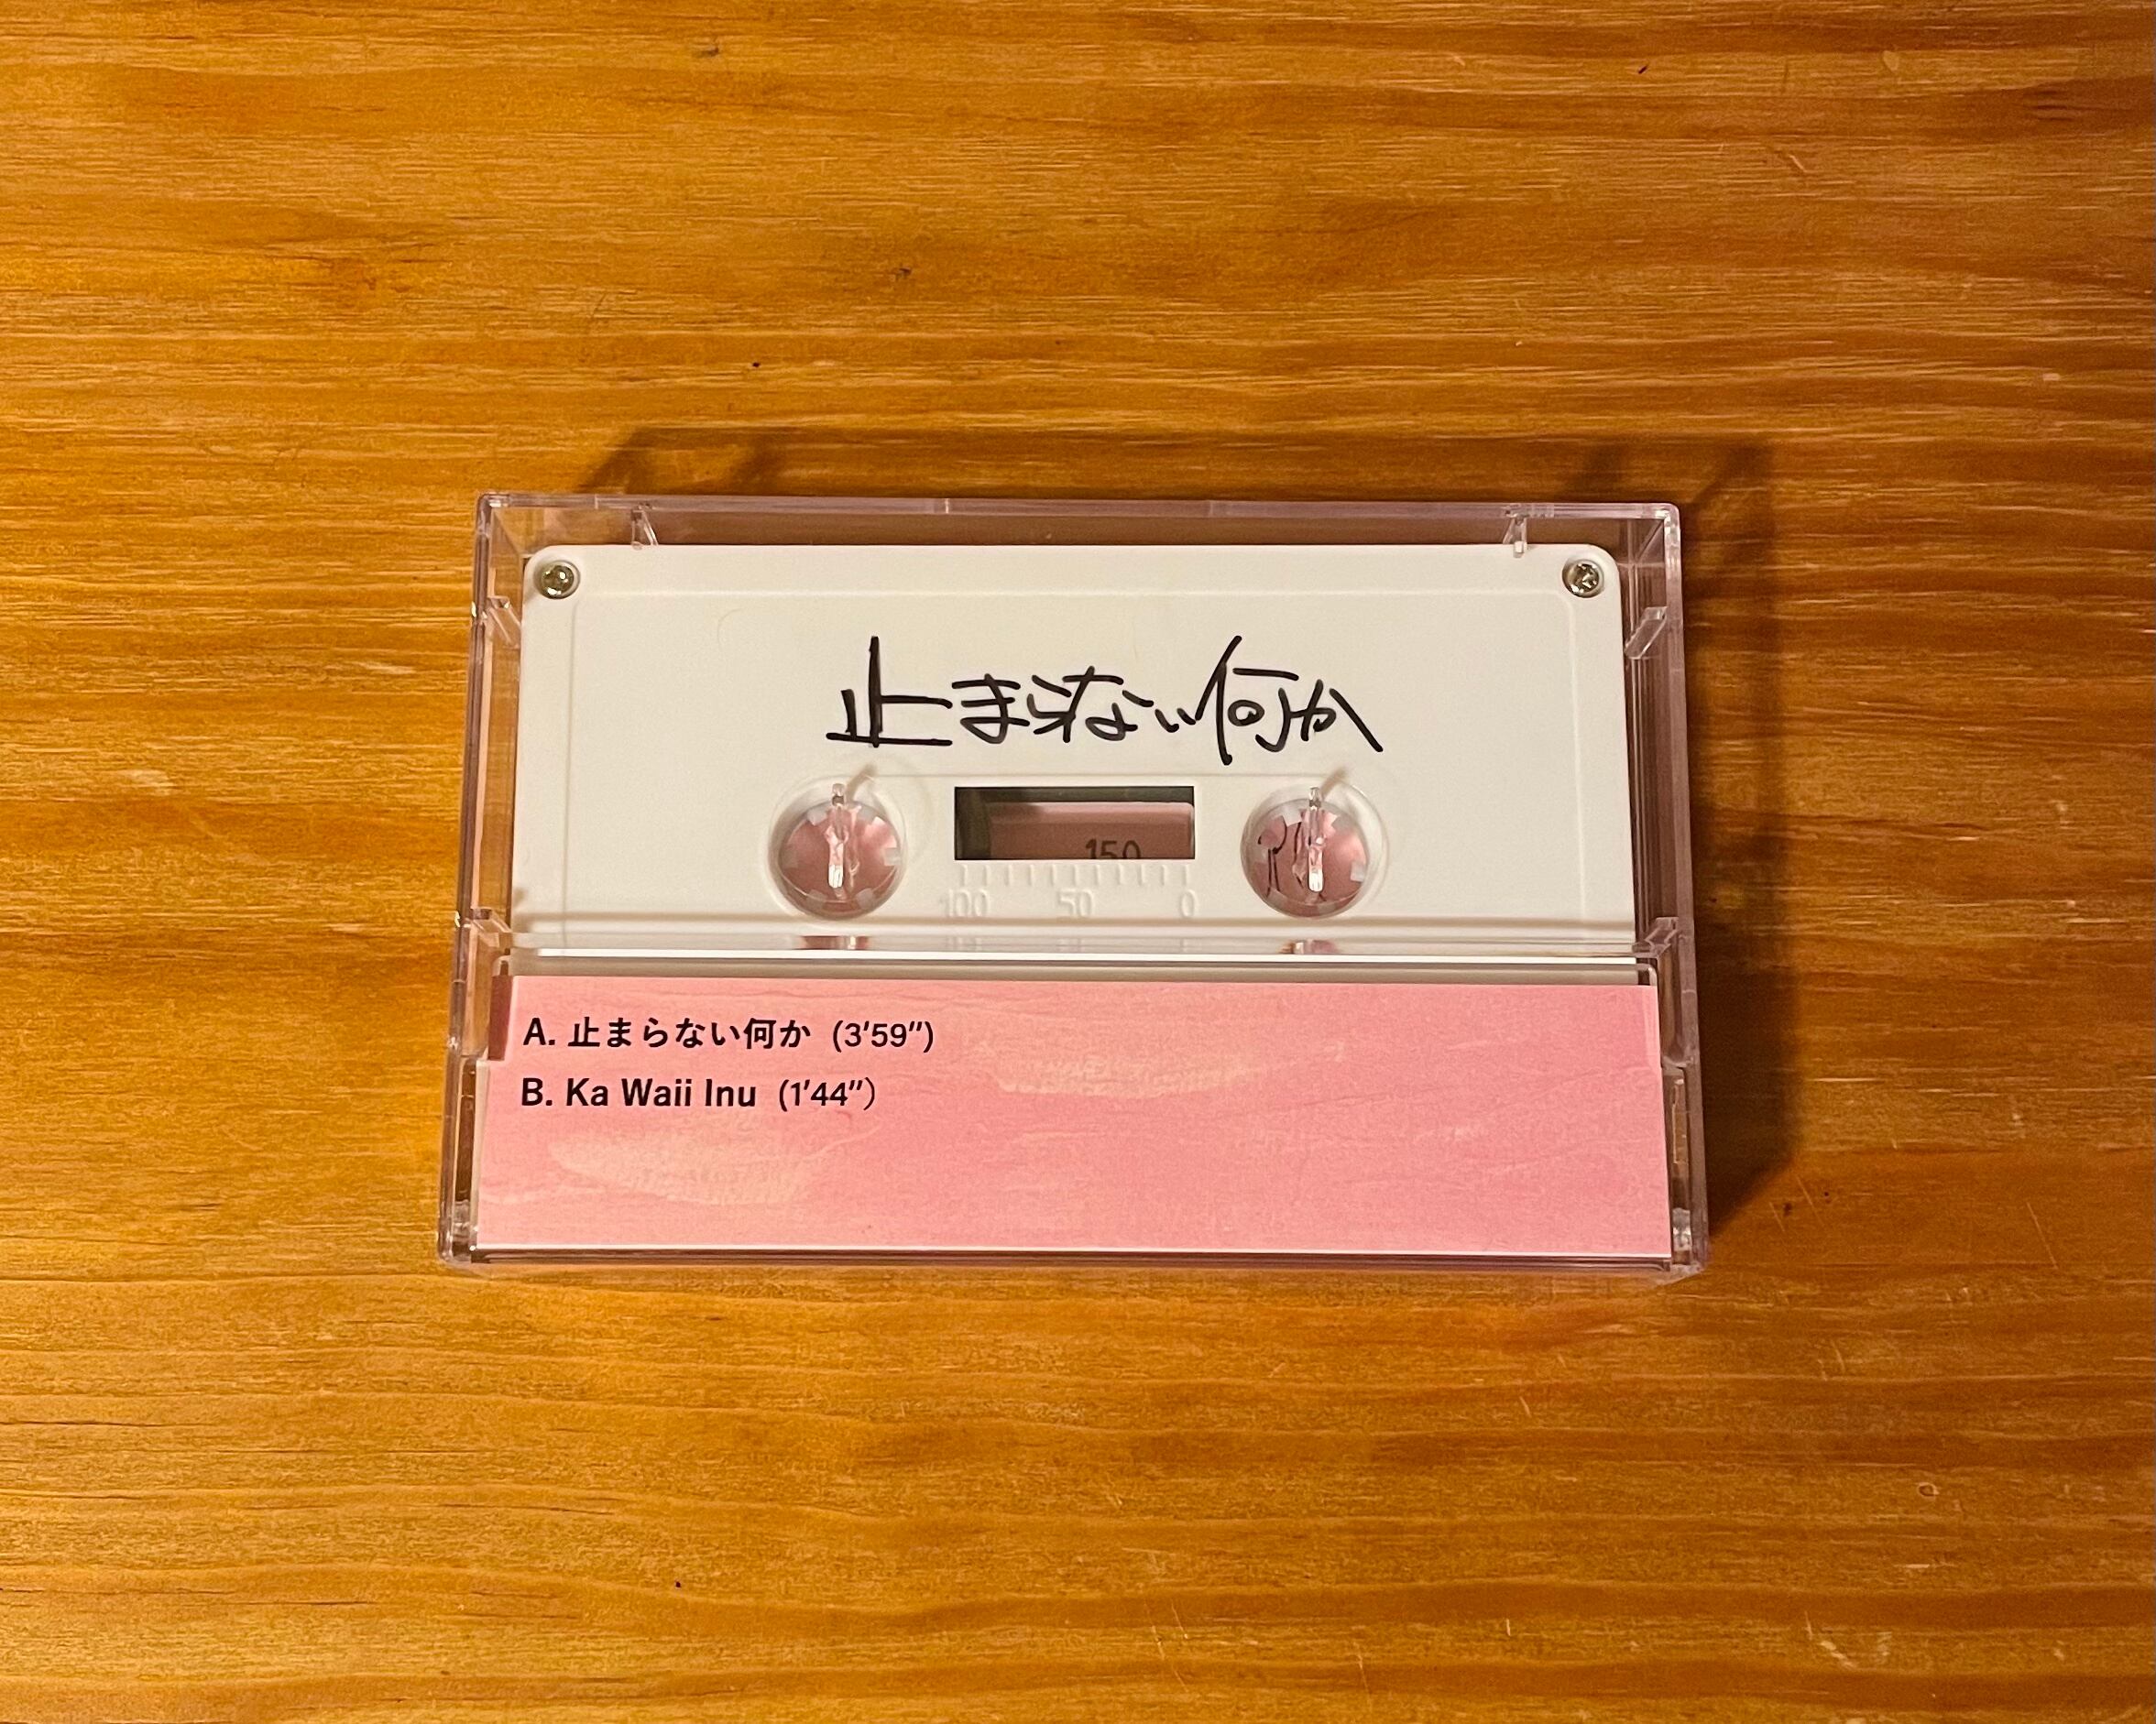 止まらない何か
150
100 50 0
A. 止まらない何か (3'59")
B. Ka Waii Inu (1'44")